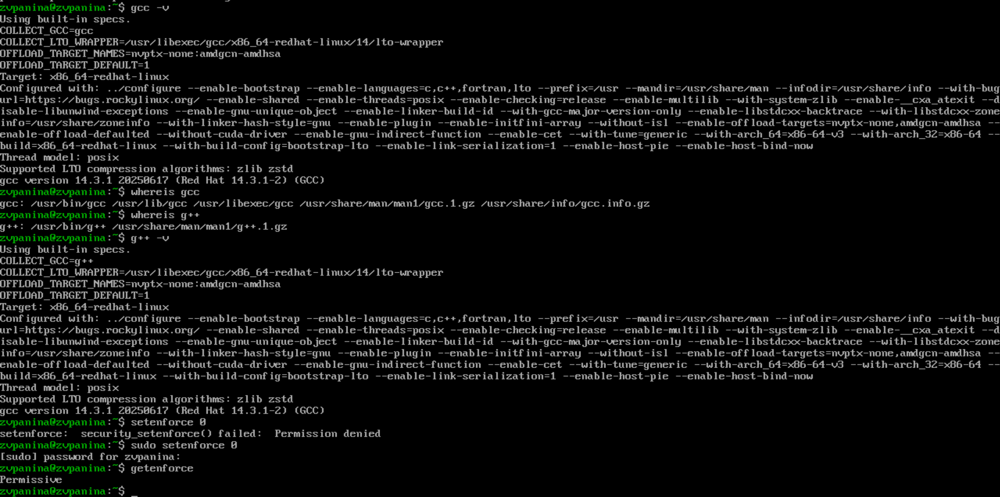 zvpanina@zvpanina:~$ gcc -v
Using built-in specs.
COLLECT_GCC=gcc
COLLECT_LTO_WRAPPER=/usr/libexec/gcc/x86_64-redhat-linux/14/lto-wrapper
OFFLOAD_TARGET_NAMES=nvptx-none:amdgcn-amdhsa
OFFLOAD_TARGET_DEFAULT=1
Target: x86_64-redhat-linux
Configured with: ../configure --enable-bootstrap --enable-languages=c,c++,fortran,lto --prefix=/usr --mandir=/usr/share/man --infodir=/usr/share/info --with-bug
url=https://bugs.rockylinux.org/ --enable-shared --enable-threads=posix --enable-checking=release --enable-multilib --with-system-zlib --enable-__cxa_atexit --d
isable-libunwind-exceptions --enable-gnu-unique-object --enable-linker-build-id --with-gcc-major-version-only --enable-libstdcxx-backtrace --with-libstdcxx-zone
info=/usr/share/zoneinfo --with-linker-hash-style=gnu --enable-plugin --enable-initfini-array --without-isl --enable-offload-targets=nvptx-none,amdgcn-amdhsa --
enable-offload-defaulted --without-cuda-driver --enable-gnu-indirect-function --enable-cet --with-tune=generic --with-arch_64=x86-64-v3 --with-arch_32=x86-64 --
build=x86_64-redhat-linux --with-build-config=bootstrap-lto --enable-link-serialization=1 --enable-host-pie --enable-host-bind-now
Thread model: posix
Supported LTO compression algorithms: zlib zstd
gcc version 14.3.1 20250617 (Red Hat 14.3.1-2) (GCC)
zvpanina@zvpanina:~$ whereis gcc
gcc: /usr/bin/gcc /usr/lib/gcc /usr/libexec/gcc /usr/share/man/man1/gcc.1.gz /usr/share/info/gcc.info.gz
zvpanina@zvpanina:~$ whereis g++
g++: /usr/bin/g++ /usr/share/man/man1/g++.1.gz
zvpanina@zvpanina:~$ g++ -v
Using built-in specs.
COLLECT_GCC=g++
COLLECT_LTO_WRAPPER=/usr/libexec/gcc/x86_64-redhat-linux/14/lto-wrapper
OFFLOAD_TARGET_NAMES=nvptx-none:amdgcn-amdhsa
OFFLOAD_TARGET_DEFAULT=1
Target: x86_64-redhat-linux
Configured with: ../configure --enable-bootstrap --enable-languages=c,c++,fortran,lto --prefix=/usr --mandir=/usr/share/man --infodir=/usr/share/info --with-bug
url=https://bugs.rockylinux.org/ --enable-shared --enable-threads=posix --enable-checking=release --enable-multilib --with-system-zlib --enable-__cxa_atexit --d
isable-libunwind-exceptions --enable-gnu-unique-object --enable-linker-build-id --with-gcc-major-version-only --enable-libstdcxx-backtrace --with-libstdcxx-zone
info=/usr/share/zoneinfo --with-linker-hash-style=gnu --enable-plugin --enable-initfini-array --without-isl --enable-offload-targets=nvptx-none,amdgcn-amdhsa --
enable-offload-defaulted --without-cuda-driver --enable-gnu-indirect-function --enable-cet --with-tune=generic --with-arch_64=x86-64-v3 --with-arch_32=x86-64 --
build=x86_64-redhat-linux --with-build-config=bootstrap-lto --enable-link-serialization=1 --enable-host-pie --enable-host-bind-now
Thread model: posix
Supported LTO compression algorithms: zlib zstd
gcc version 14.3.1 20250617 (Red Hat 14.3.1-2) (GCC)
zvpanina@zvpanina:~$ setenforce 0
setenforce:  security_setenforce() failed:  Permission denied
zvpanina@zvpanina:~$ sudo setenforce 0
[sudo] password for zvpanina:
zvpanina@zvpanina:~$ getenforce
Permissive
zvpanina@zvpanina:~$ _